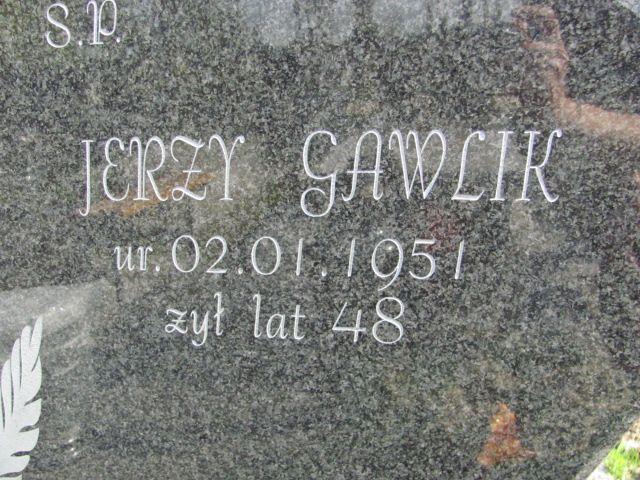 Ś.P.
JERZY GAWLIK
ur. 02.01.1951
żył lat 48